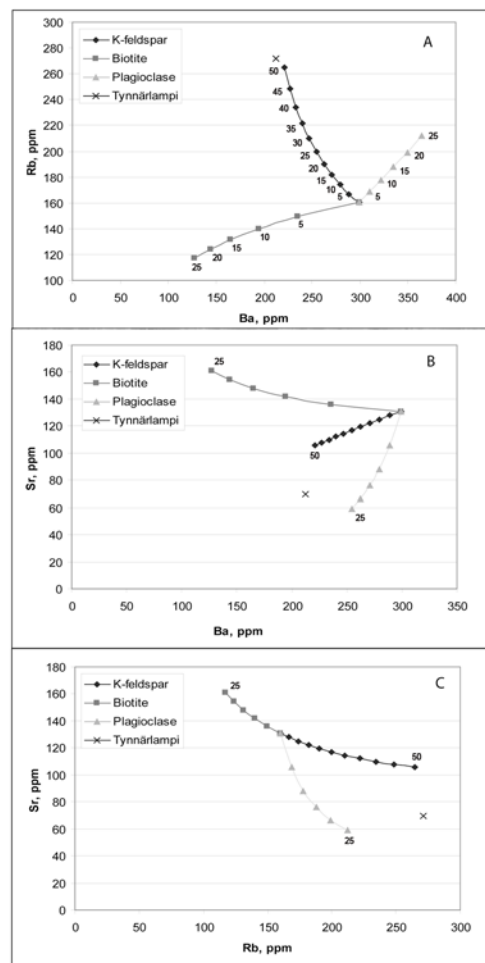 A
K-feldspar
Biotite
Plagioclase
Tynnärlampi
Rb, ppm
300
280
260
240
220
200
180
160
140
120
100
50
45
40
35
30
25
20
15
10
5
25
20
15
10
5
5
10
15
20
25
0 50 100 150 200 250 300 350 400
Ba, ppm
B
K-feldspar
Biotite
Plagioclase
Tynnärlampi
Sr, ppm
180
160
140
120
100
80
60
40
20
0
25
50
25
0 50 100 150 200 250 300 350
Ba, ppm
C
K-feldspar
Biotite
Plagioclase
Tynnärlampi
Sr, ppm
180
160
140
120
100
80
60
40
20
0
25
50
25
0 50 100 150 200 250 300
Rb, ppm